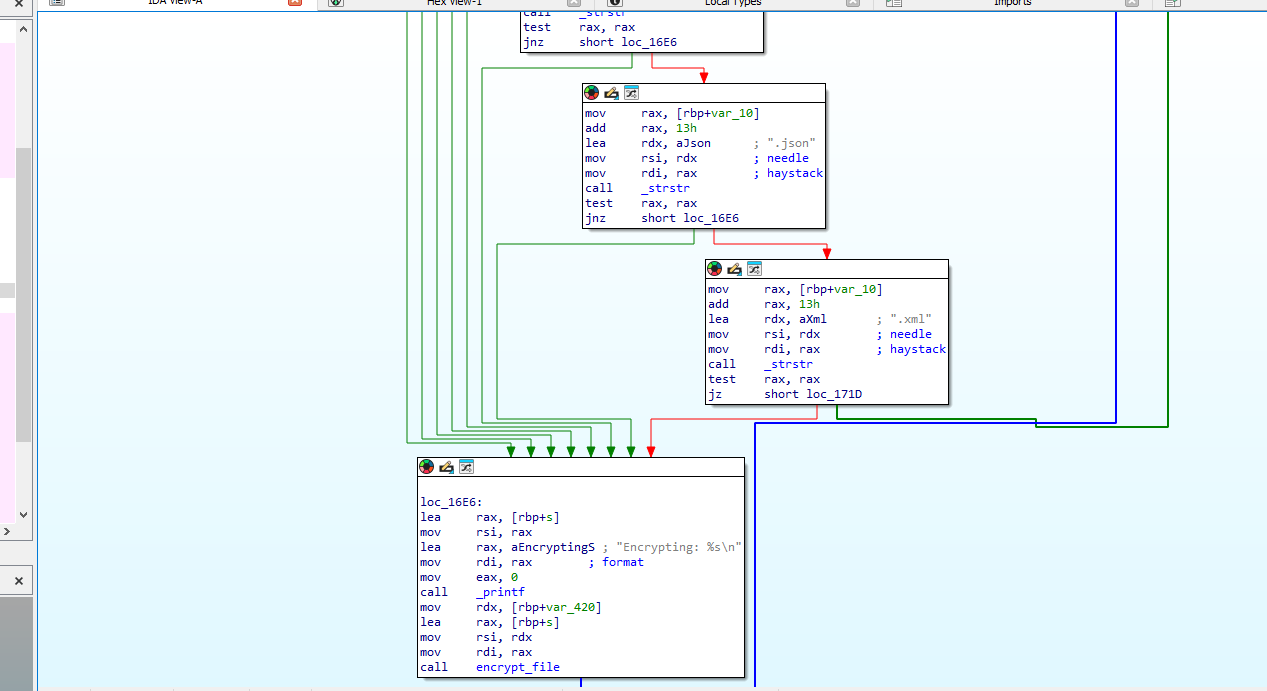 IDA View-A Hex View-1 Local Types Imports
call _strstr
test rax, rax
jnz short loc_16E6
mov rax, [rbp+var_10]
add rax, 13h
lea rdx, aJson ; ".json"
mov rsi, rdx ; needle
mov rdi, rax ; haystack
call _strstr
test rax, rax
jnz short loc_16E6
mov rax, [rbp+var_10]
add rax, 13h
lea rdx, aXml ; ".xml"
mov rsi, rdx ; needle
mov rdi, rax ; haystack
call _strstr
test rax, rax
jz short loc_171D
loc_16E6:
lea rax, [rbp+s]
mov rsi, rax
lea rax, aEncryptingS ; "Encrypting: %s\n"
mov rdi, rax ; format
mov eax, 0
call _printf
mov rdx, [rbp+var_420]
lea rax, [rbp+s]
mov rsi, rdx
mov rdi, rax
call encrypt_file